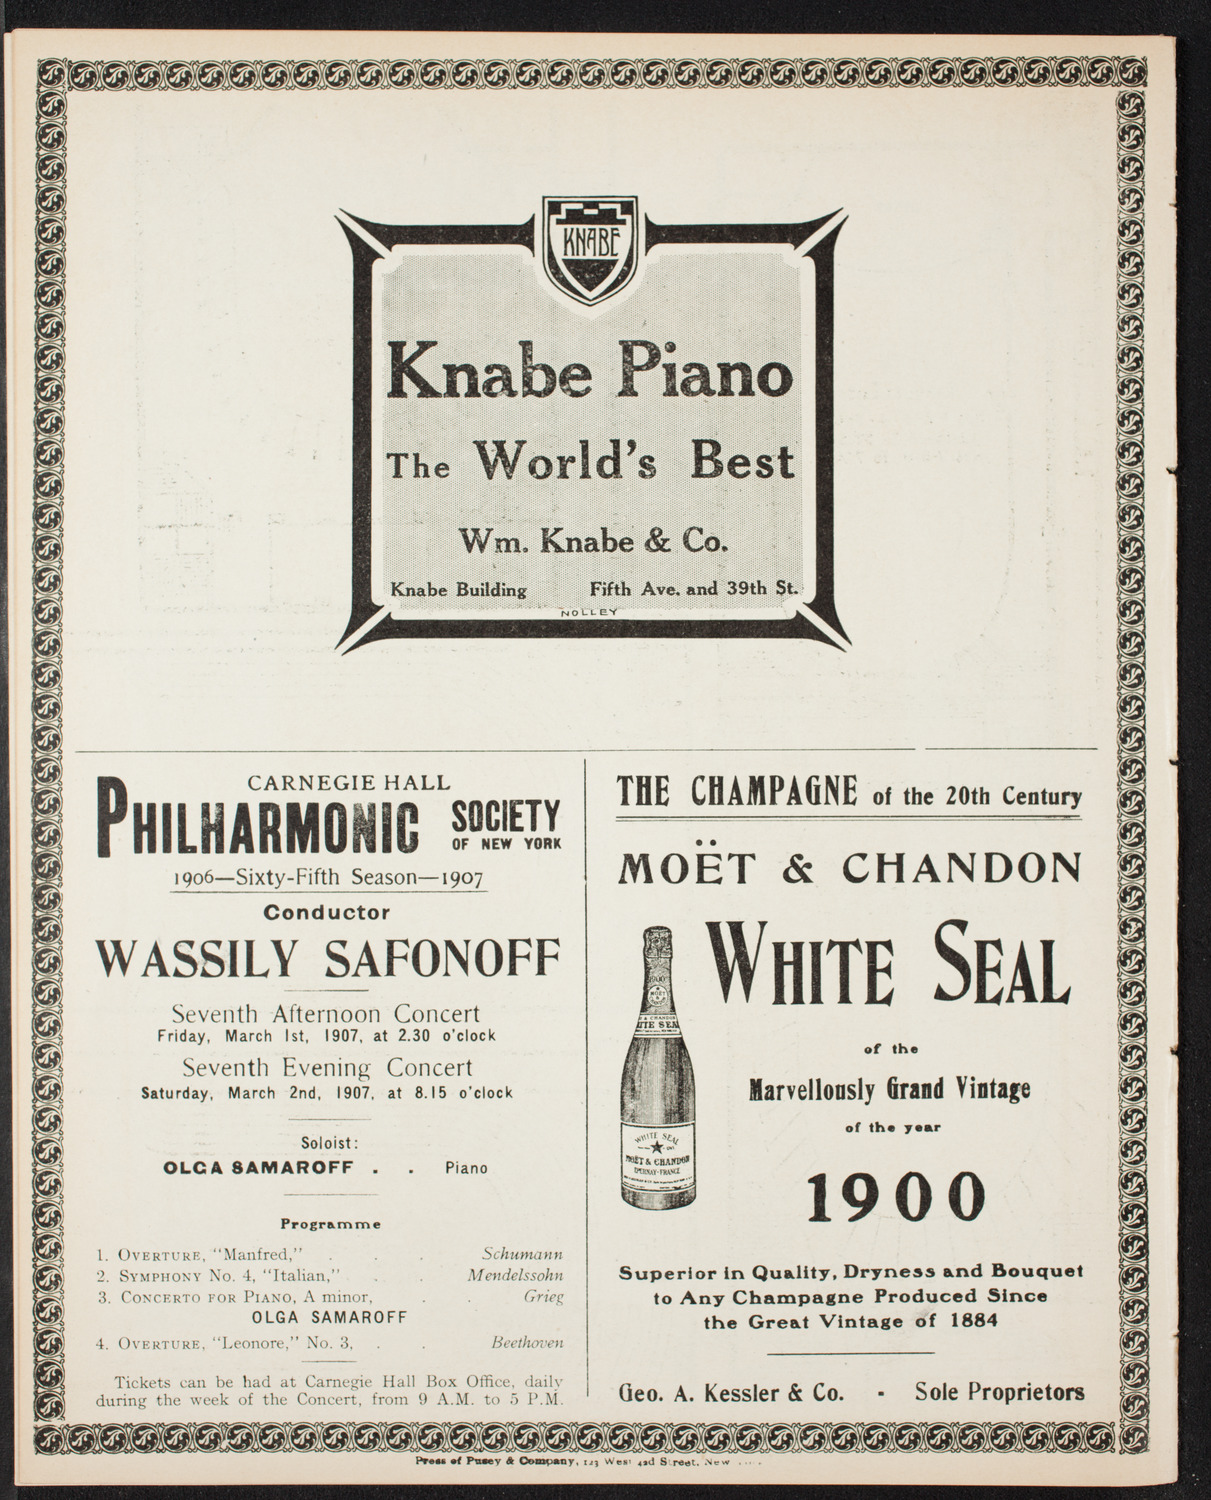 KNABE
Knabe Piano
The World's Best
Wm. Knabe & Co.
Knabe Building Fifth Ave. and 39th St.
NOLLEY
CARNEGIE HALL
PHILHARMONIC SOCIETY
OF NEW YORK
1906—Sixty-Fifth Season—1907
Conductor
WASSILY SAFONOFF
Seventh Afternoon Concert
Friday, March 1st, 1907, at 2.30 o'clock
Seventh Evening Concert
Saturday, March 2nd, 1907, at 8.15 o'clock
Soloist:
OLGA SAMAROFF . . Piano
Programme
1. OVERTURE, "Manfred," . . . Schumann
2. SYMPHONY No. 4, "Italian," . . Mendelssohn
3. CONCERTO FOR PIANO, A minor, . . . Grieg
OLGA SAMAROFF
4. OVERTURE, "Leonore," No. 3, . . Beethoven
Tickets can be had at Carnegie Hall Box Office, daily
during the week of the Concert, from 9 A.M. to 5 P.M.
THE CHAMPAGNE of the 20th Century
MOËT & CHANDON
WHITE SEAL
of the
Marvellously Grand Vintage
of the year
1900
WHITE SEAL
MOËT & CHANDON
EPERNAY-FRANCE
Superior in Quality, Dryness and Bouquet
to Any Champagne Produced Since
the Great Vintage of 1884
Geo. A. Kessler & Co. - Sole Proprietors
Press of Pusey & Company, 123 West 42d Street, New